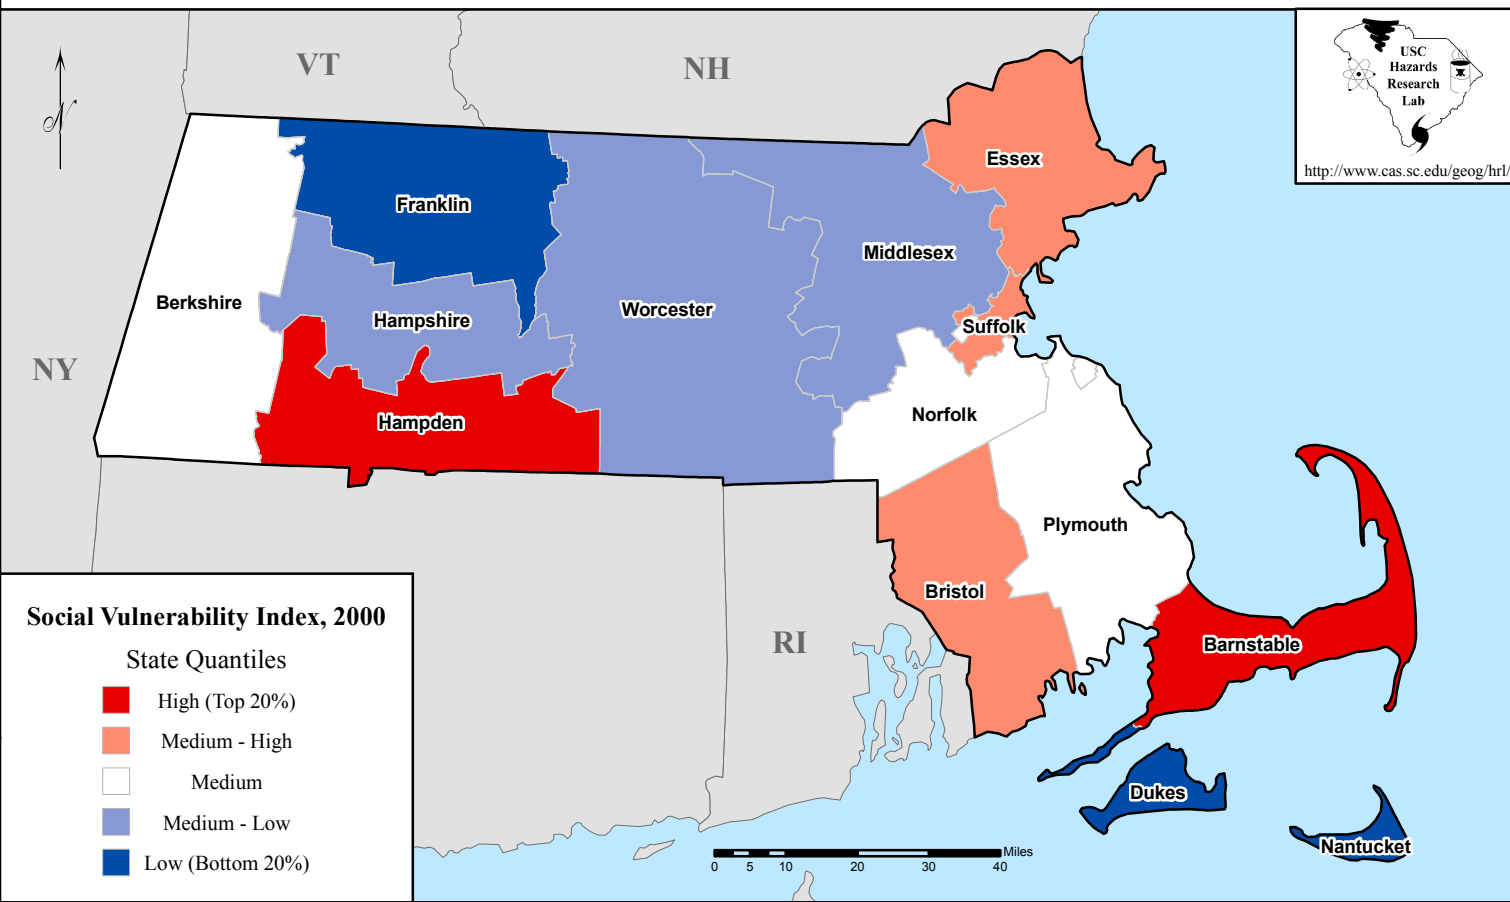 VT
NH
USC
Hazards
Research
Lab
http://www.cas.sc.edu/geog/hrl/
N
Essex
Franklin
Middlesex
Berkshire
Worcester
Hampshire
Suffolk
NY
Norfolk
Hampden
Plymouth
Bristol
RI
Barnstable
Dukes
Nantucket
Social Vulnerability Index, 2000
State Quantiles
High (Top 20%)
Medium - High
Medium
Medium - Low
Low (Bottom 20%)
Miles
0 5 10 20 30 40